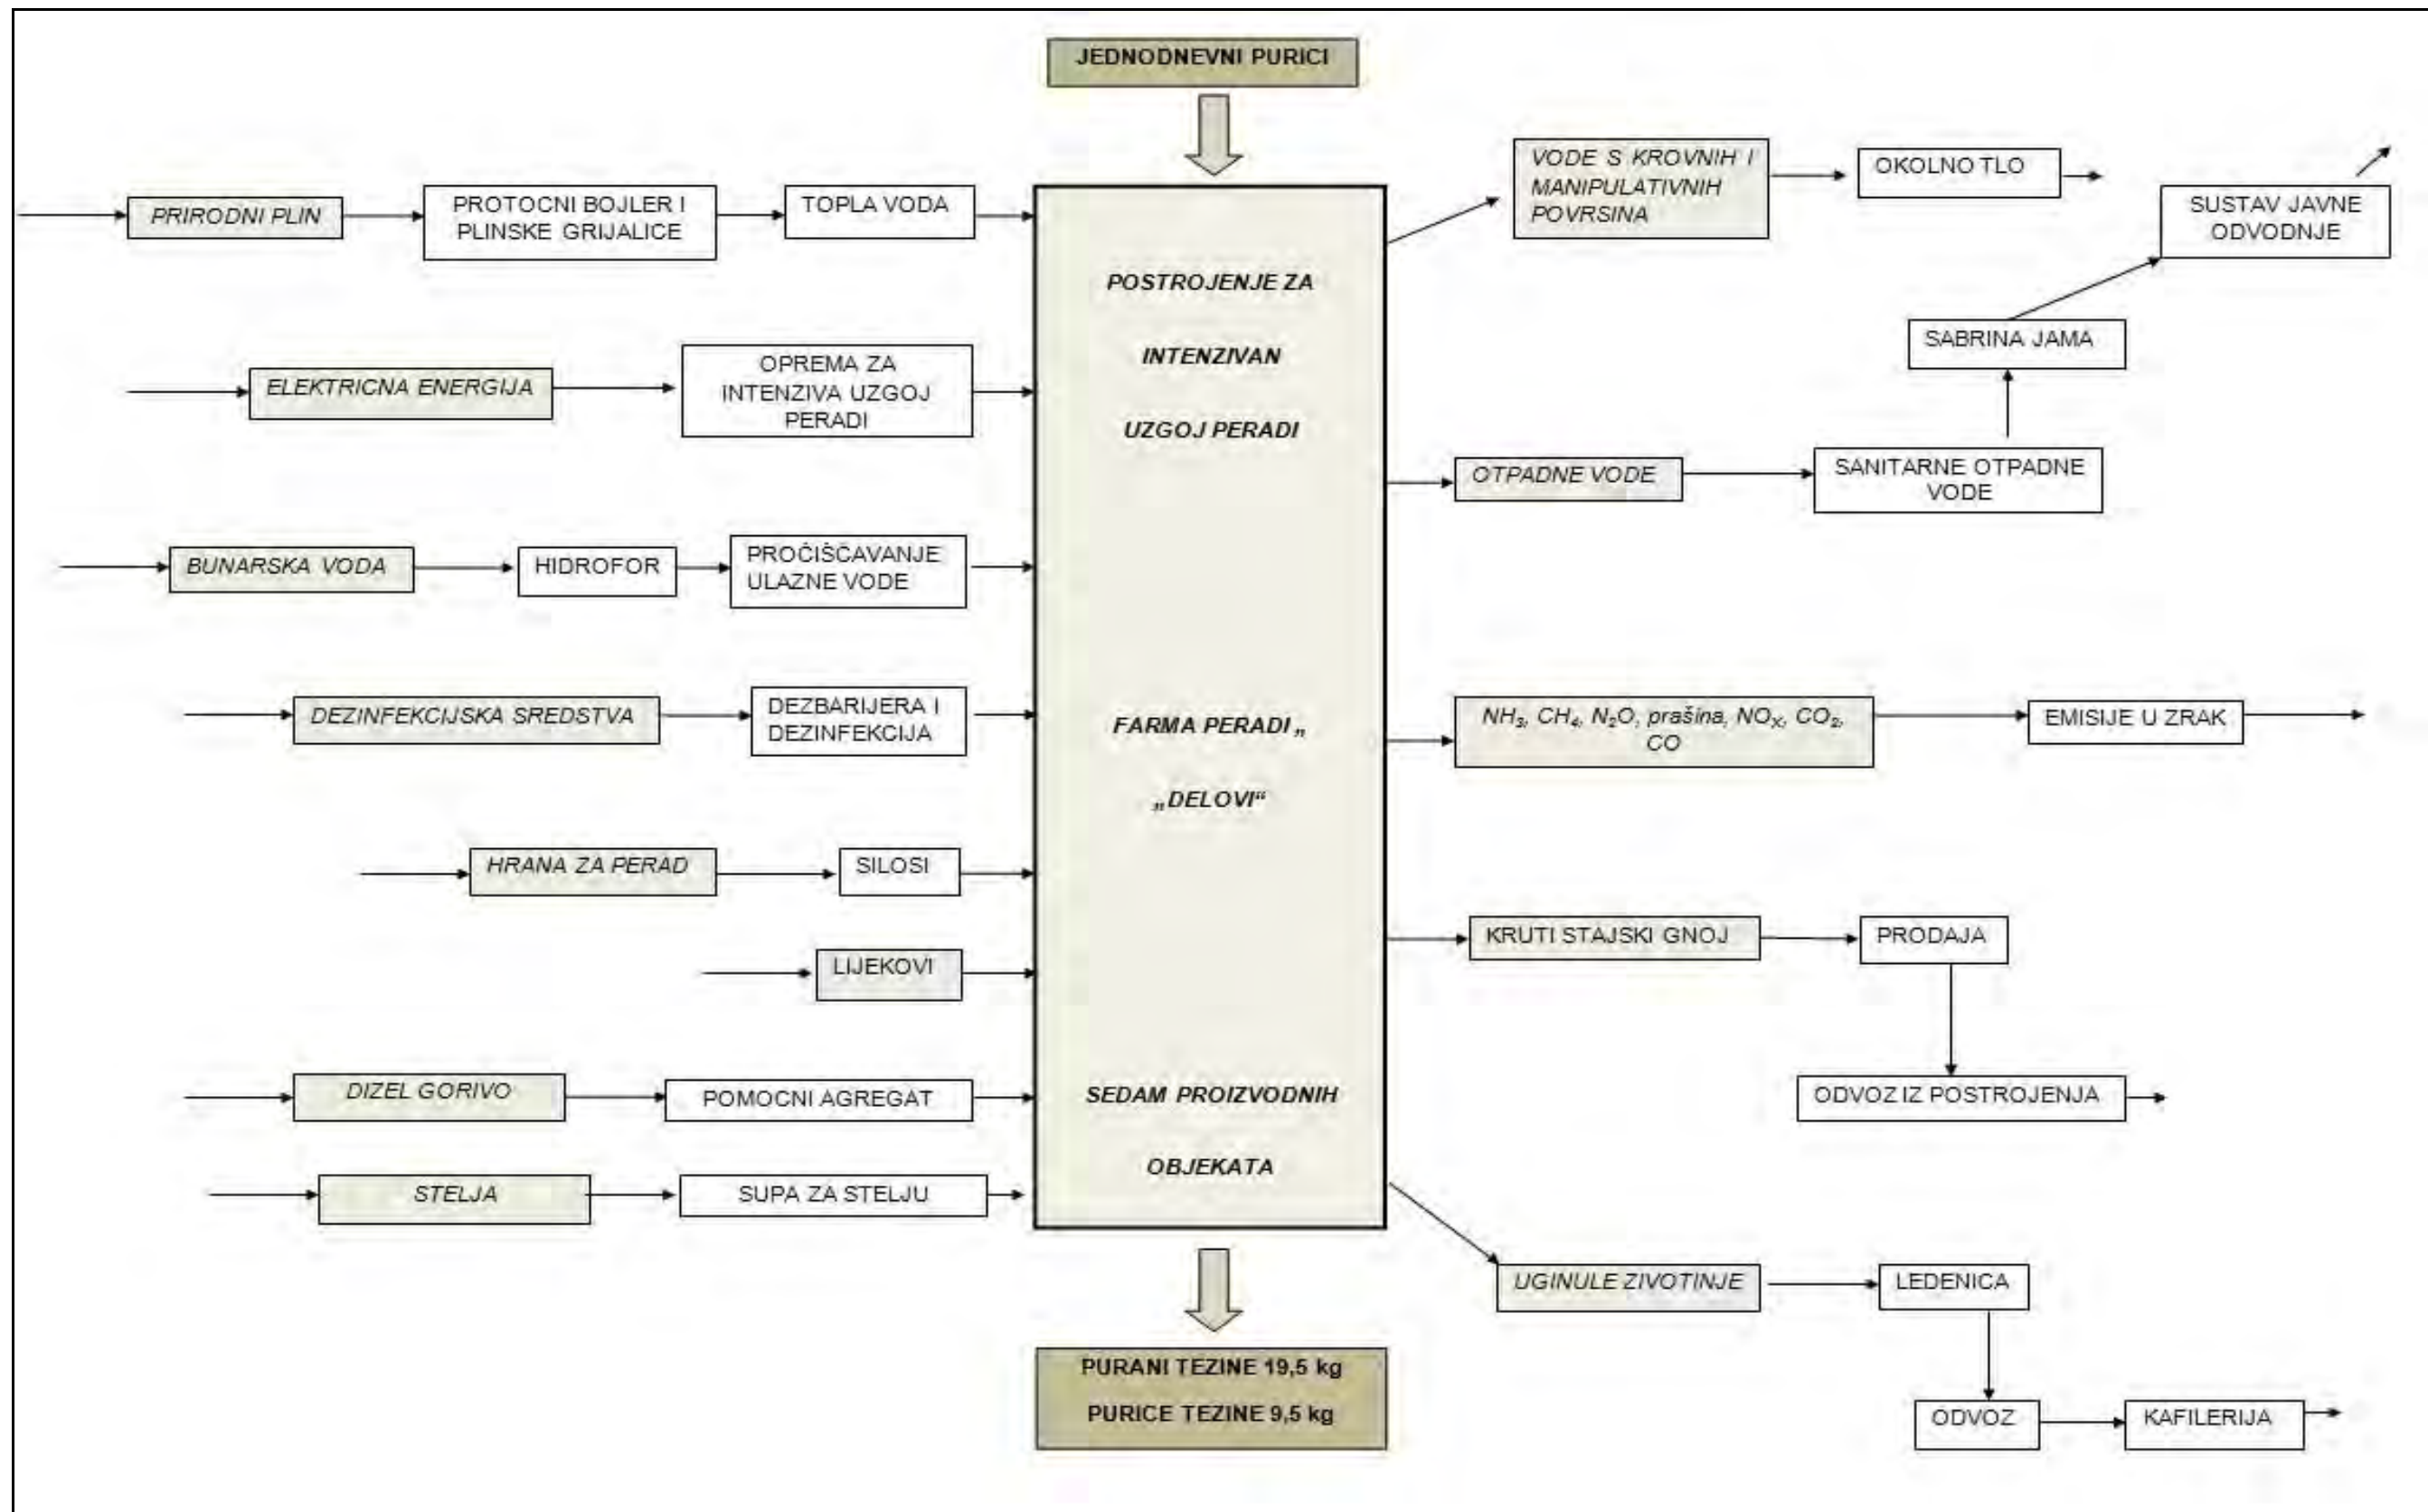 JEDNODNEVNI PURICI
PRIRODNI PLIN
PROTOCNI BOJLER I
PLINSKE GRIJALICE
TOPLA VODA
ELEKTRICNA ENERGIJA
OPREMA ZA
INTENZIVA UZGOJ
PERADI
BUNARSKA VODA
HIDROFOR
PROČIŠČAVANJE
ULAZNE VODE
DEZINFEKCIJSKA SREDSTVA
DEZBARIJERA I
DEZINFEKCIJA
HRANA ZA PERAD
SILOSI
LIJEKOVI
DIZEL GORIVO
POMOCNI AGREGAT
STELJA
SUPA ZA STELJU
POSTROJENJE ZA
INTENZIVAN
UZGOJ PERADI
FARMA PERADI „
„DELOVI“
SEDAM PROIZVODNIH
OBJEKATA
VODE S KROVNIH I
MANIPULATIVNIH
POVRSINA
OKOLNO TLO
SUSTAV JAVNE
ODVODNJE
SABRINA JAMA
OTPADNE VODE
SANITARNE OTPADNE
VODE
NH₃, CH₄, N₂O, prašina, NOₓ, CO₂,
CO
EMISIJE U ZRAK
KRUTI STAJSKI GNOJ
PRODAJA
ODVOZ IZ POSTROJENJA
UGINULE ZIVOTINJE
LEDENICA
ODVOZ
KAFILERIJA
PURANI TEZINE 19,5 kg
PURICE TEZINE 9,5 kg